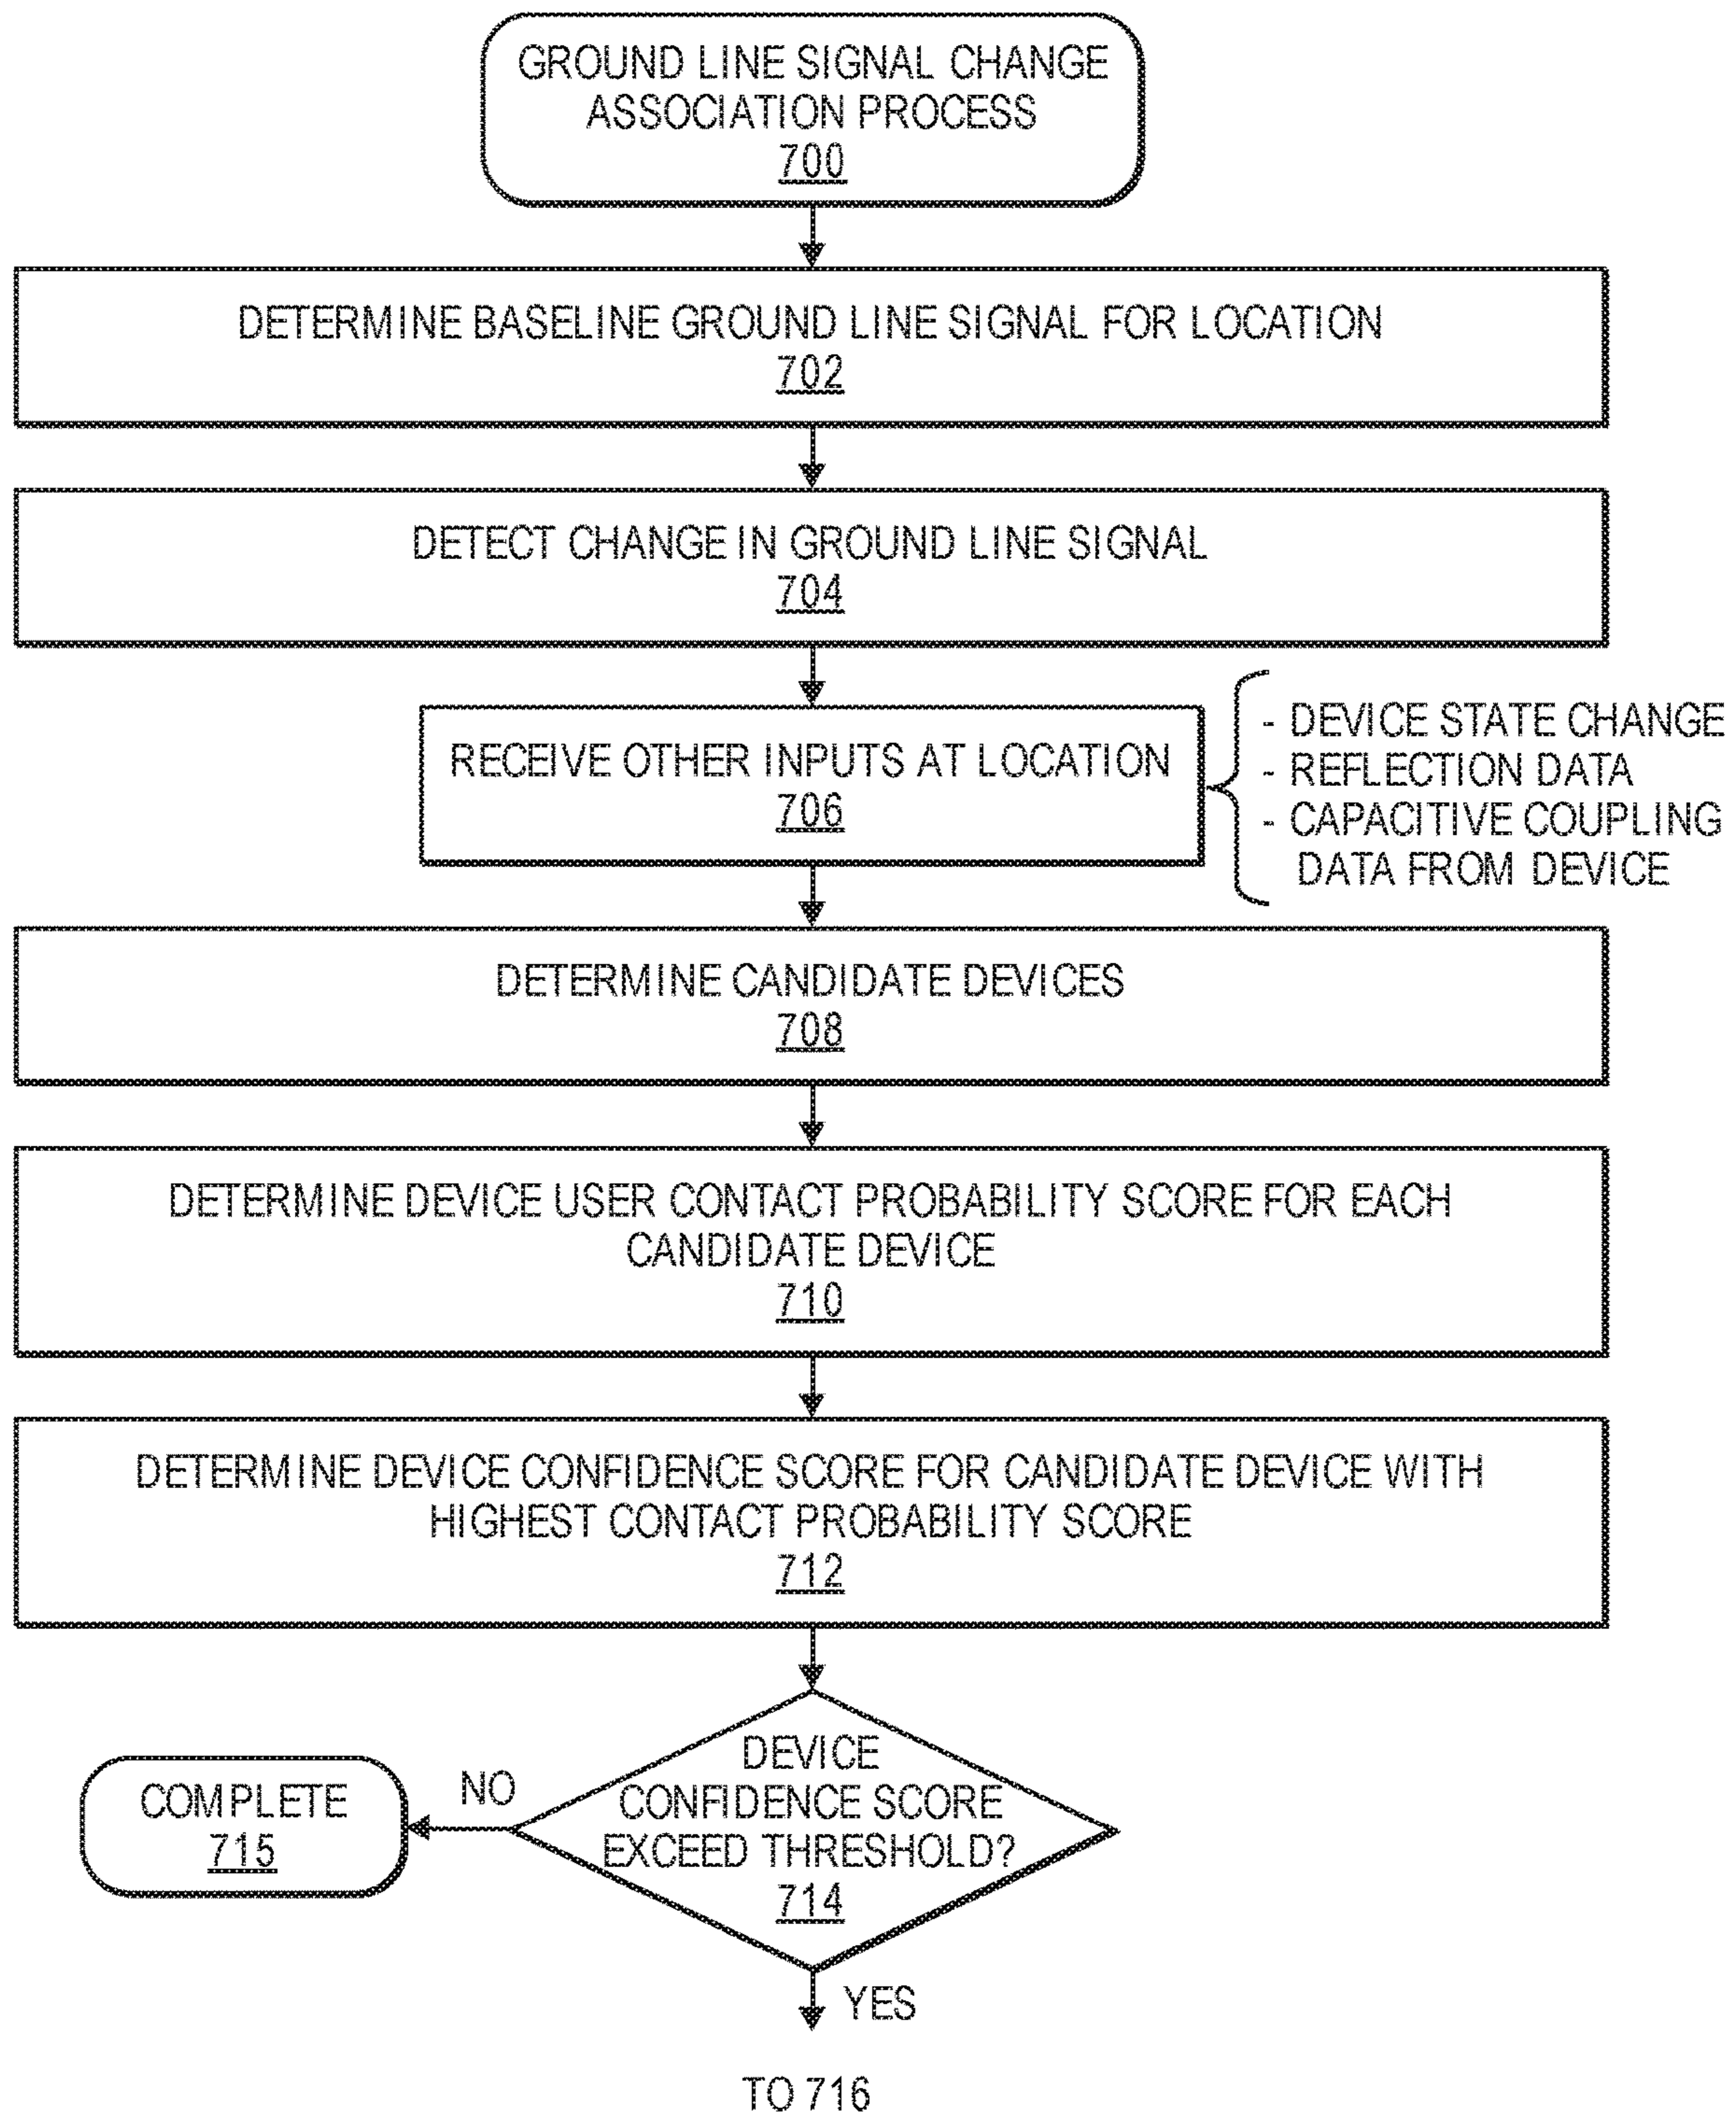 GROUND LINE SIGNAL CHANGE
ASSOCIATION PROCESS
700
DETERMINE BASELINE GROUND LINE SIGNAL FOR LOCATION
702
DETECT CHANGE IN GROUND LINE SIGNAL
704
RECEIVE OTHER INPUTS AT LOCATION
706
- DEVICE STATE CHANGE
- REFLECTION DATA
- CAPACITIVE COUPLING
DATA FROM DEVICE
DETERMINE CANDIDATE DEVICES
708
DETERMINE DEVICE USER CONTACT PROBABILITY SCORE FOR EACH
CANDIDATE DEVICE
710
DETERMINE DEVICE CONFIDENCE SCORE FOR CANDIDATE DEVICE WITH
HIGHEST CONTACT PROBABILITY SCORE
712
DEVICE
CONFIDENCE SCORE
EXCEED THRESHOLD?
714
NO
COMPLETE
715
YES
TO 716